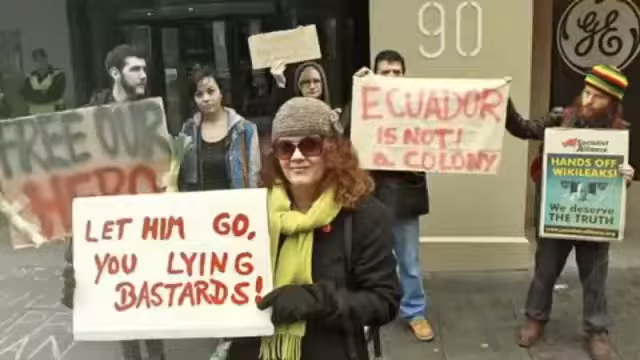 90
GE
FREE OUR
HERO
LET HIM GO,
YOU LYING
BASTARDS!
ECUADOR
IS NOT!
A COLONY
Socialist
Alliance
HANDS OFF
WIKILEAKS!
We deserve
THE TRUTH